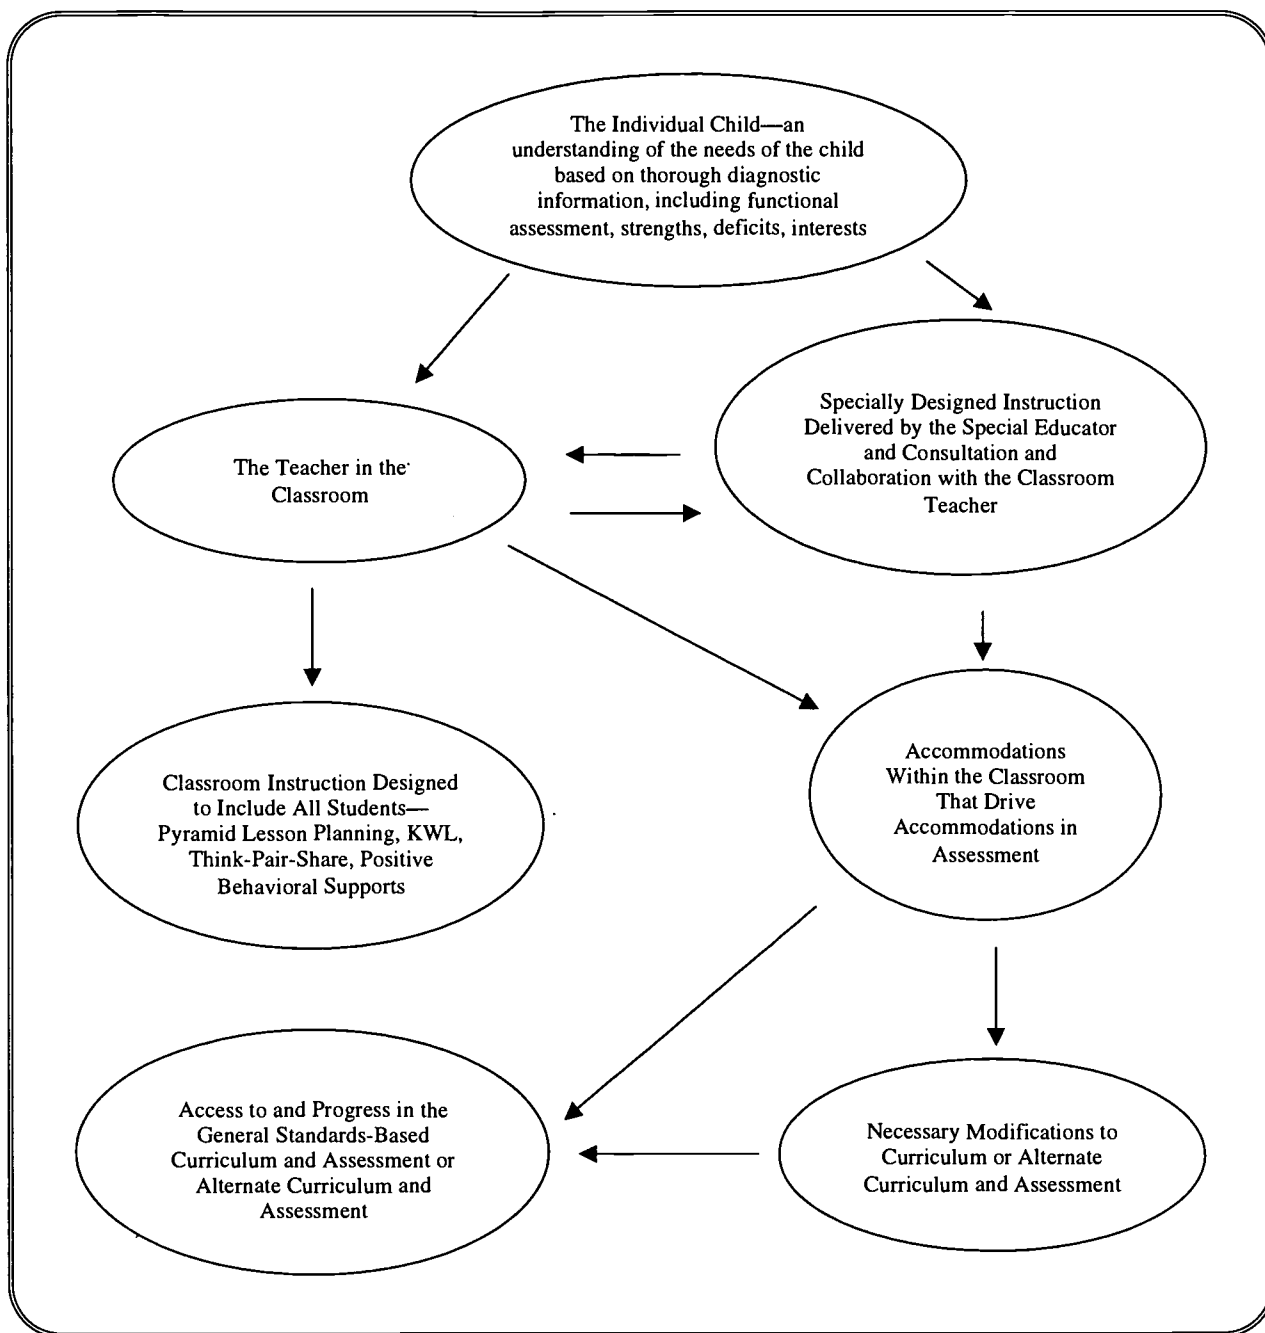 The Individual Child—an
understanding of the needs of the child
based on thorough diagnostic
information, including functional
assessment, strengths, deficits, interests
Specially Designed Instruction
Delivered by the Special Educator
and Consultation and
Collaboration with the Classroom
Teacher
The Teacher in the
Classroom
Classroom Instruction Designed
to Include All Students—
Pyramid Lesson Planning, KWL,
Think-Pair-Share, Positive
Behavioral Supports
Accommodations
Within the Classroom
That Drive
Accommodations in
Assessment
Access to and Progress in the
General Standards-Based
Curriculum and Assessment or
Alternate Curriculum and
Assessment
Necessary Modifications to
Curriculum or Alternate
Curriculum and Assessment